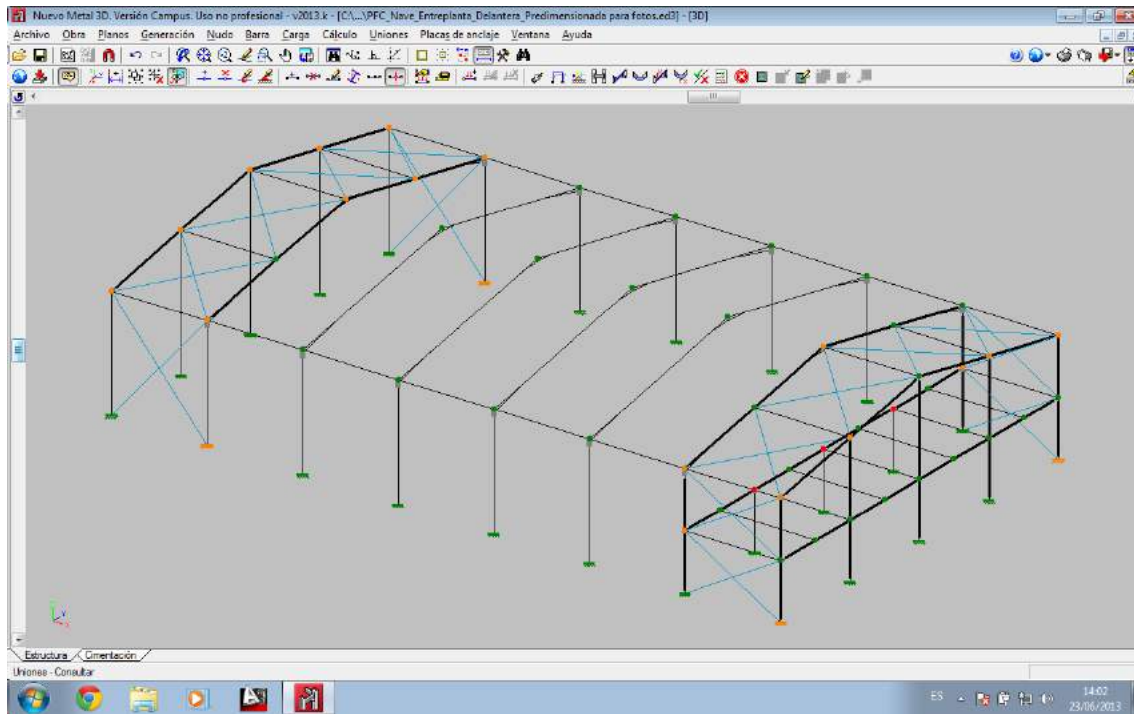 Nuevo Metal 3D. Versión Campus. Uso no profesional - v2013.k - [C:\...\PFC_Nave_Entreplanta_Delantera_Predimensionada para fotos.ed3] - [3D]
Archivo Obra Planos Generación Nudo Barra Carga Cálculo Uniones Placas de anclaje Ventana Ayuda
Estructura Cimentación
Uniones - Consultar
ES 14:02
23/06/2013